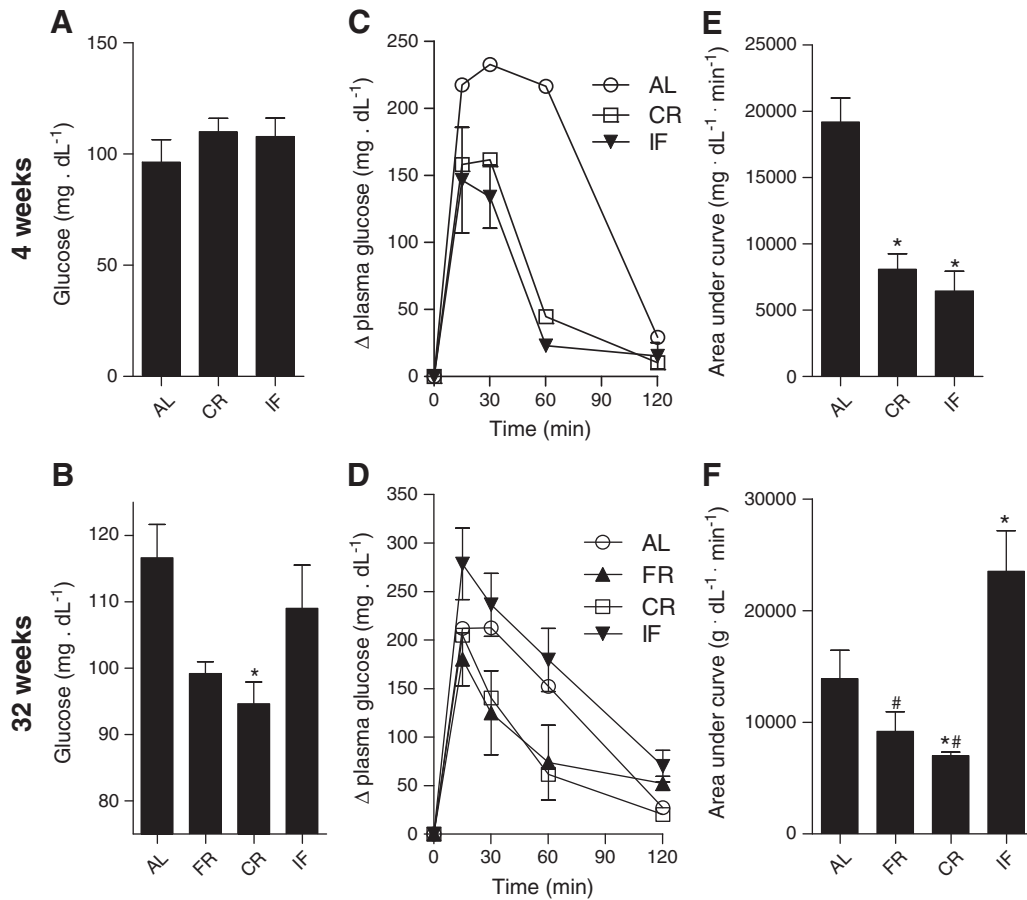 A
150
100
50
0
Glucose (mg . dL-1)
4 weeks
AL
CR
IF
C
250
200
150
100
50
0
Δ plasma glucose (mg . dL-1)
AL
CR
IF
0
30
60
90
120
Time (min)
E
25000
20000
15000
10000
5000
0
Area under curve (mg · dL-1 · min-1)
*
*
AL
CR
IF
B
120
110
100
90
80
Glucose (mg . dL-1)
32 weeks
*
AL
FR
CR
IF
D
350
300
250
200
150
100
50
0
Δ plasma glucose (mg . dL-1)
AL
FR
CR
IF
0
30
60
90
120
Time (min)
F
30000
20000
10000
0
Area under curve (g · dL-1 · min-1)
#
*#
*
AL
FR
CR
IF